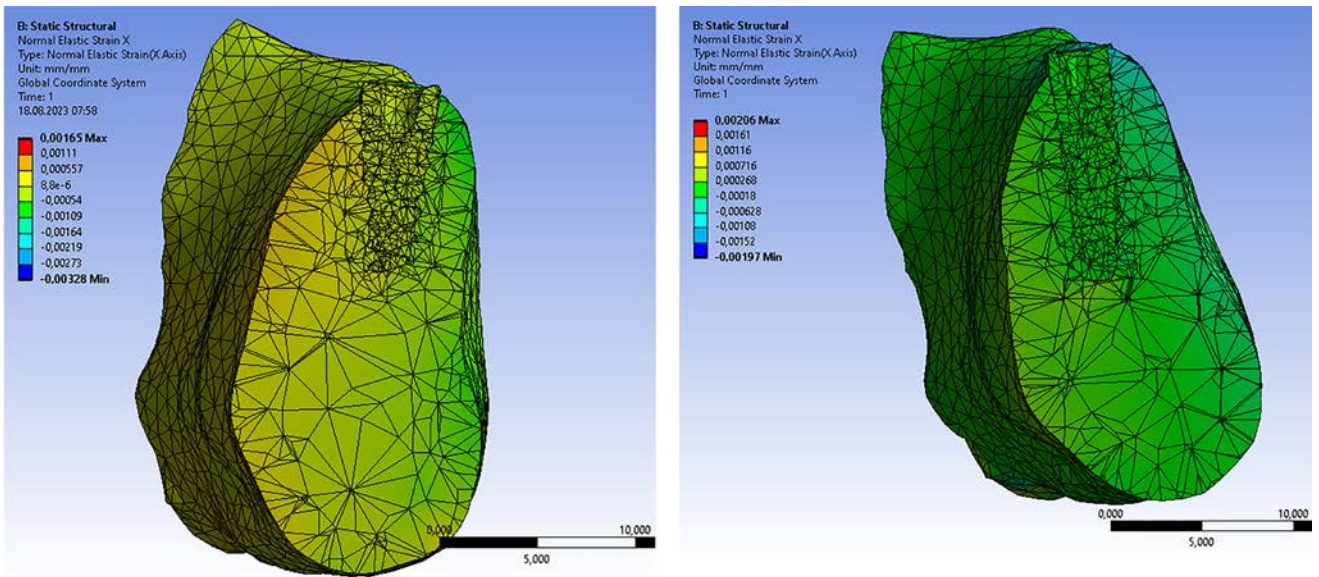 B: Static Structural
Normal Elastic Strain X
Type: Normal Elastic Strain(X Axis)
Unit: mm/mm
Global Coordinate System
Time: 1
18.08.2023 07:58
0,00165 Max
0,00111
0,000557
8,8e-6
-0,00054
-0,00109
-0,00164
-0,00219
-0,00273
-0,00328 Min
0,000
10,000
5,000
B: Static Structural
Normal Elastic Strain X
Type: Normal Elastic Strain(X Axis)
Unit: mm/mm
Global Coordinate System
Time: 1
0,00206 Max
0,00161
0,00116
0,000716
0,000268
-0,00018
-0,000628
-0,00108
-0,00152
-0,00197 Min
0,000
10,000
5,000